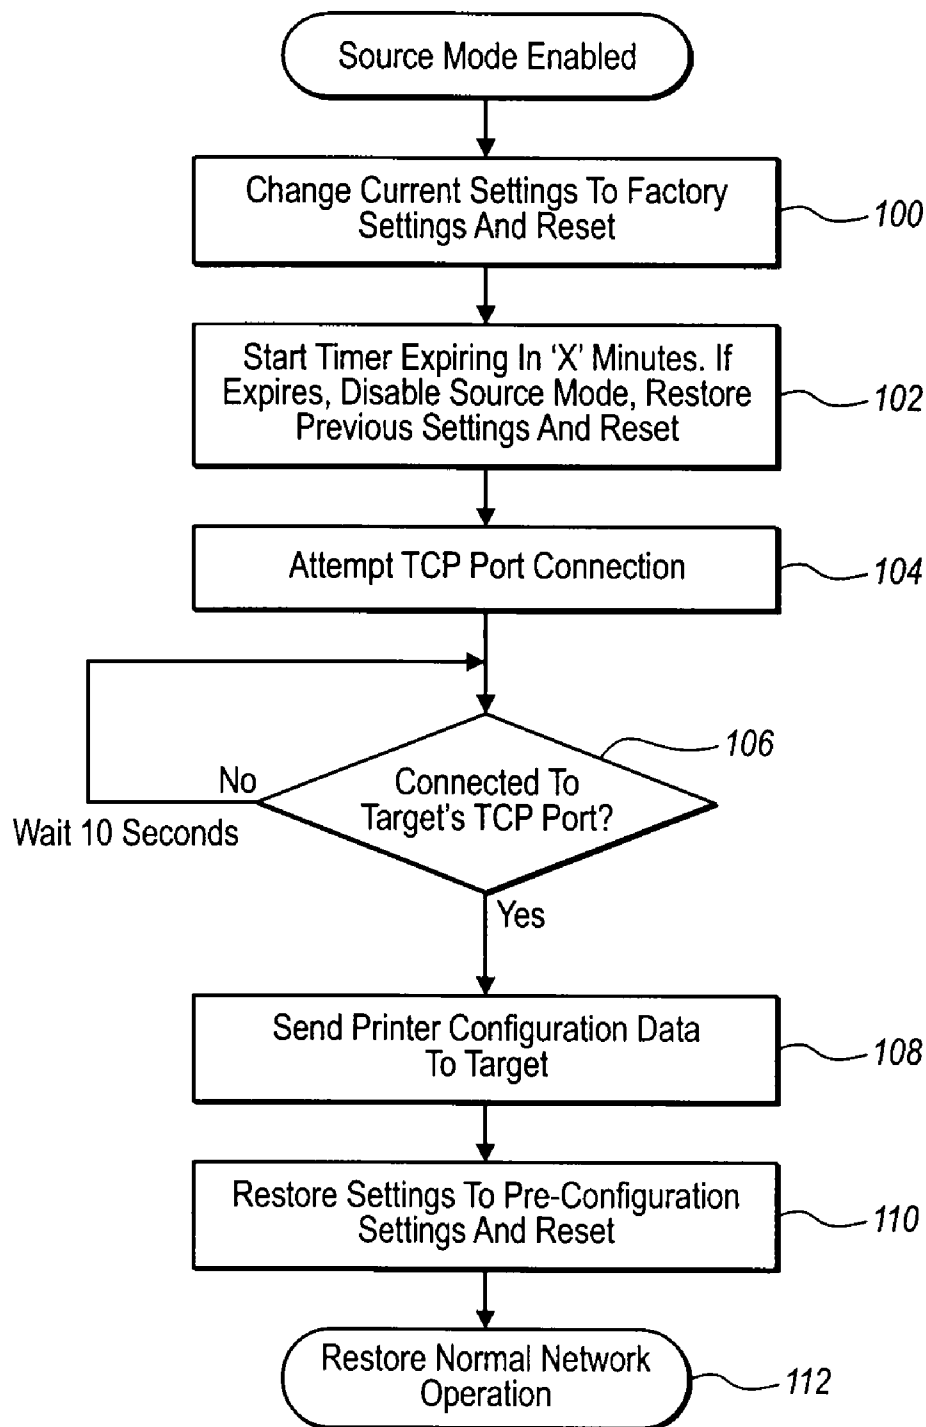 Source Mode Enabled
Change Current Settings To Factory
Settings And Reset
100
Start Timer Expiring In ‘X’ Minutes. If
Expires, Disable Source Mode, Restore
Previous Settings And Reset
102
Attempt TCP Port Connection
104
106
Connected To
Target's TCP Port?
No
Wait 10 Seconds
Yes
Send Printer Configuration Data
To Target
108
Restore Settings To Pre-Configuration
Settings And Reset
110
Restore Normal Network
Operation
112